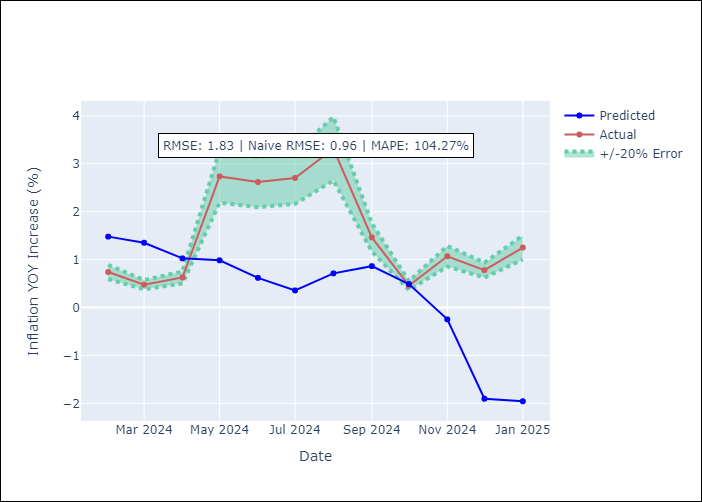 RMSE: 1.83 | Naive RMSE: 0.96 | MAPE: 104.27%
Predicted
Actual
+/-20% Error
Inflation YOY Increase (%)
4
3
2
1
0
−1
−2
Mar 2024
May 2024
Jul 2024
Sep 2024
Nov 2024
Jan 2025
Date